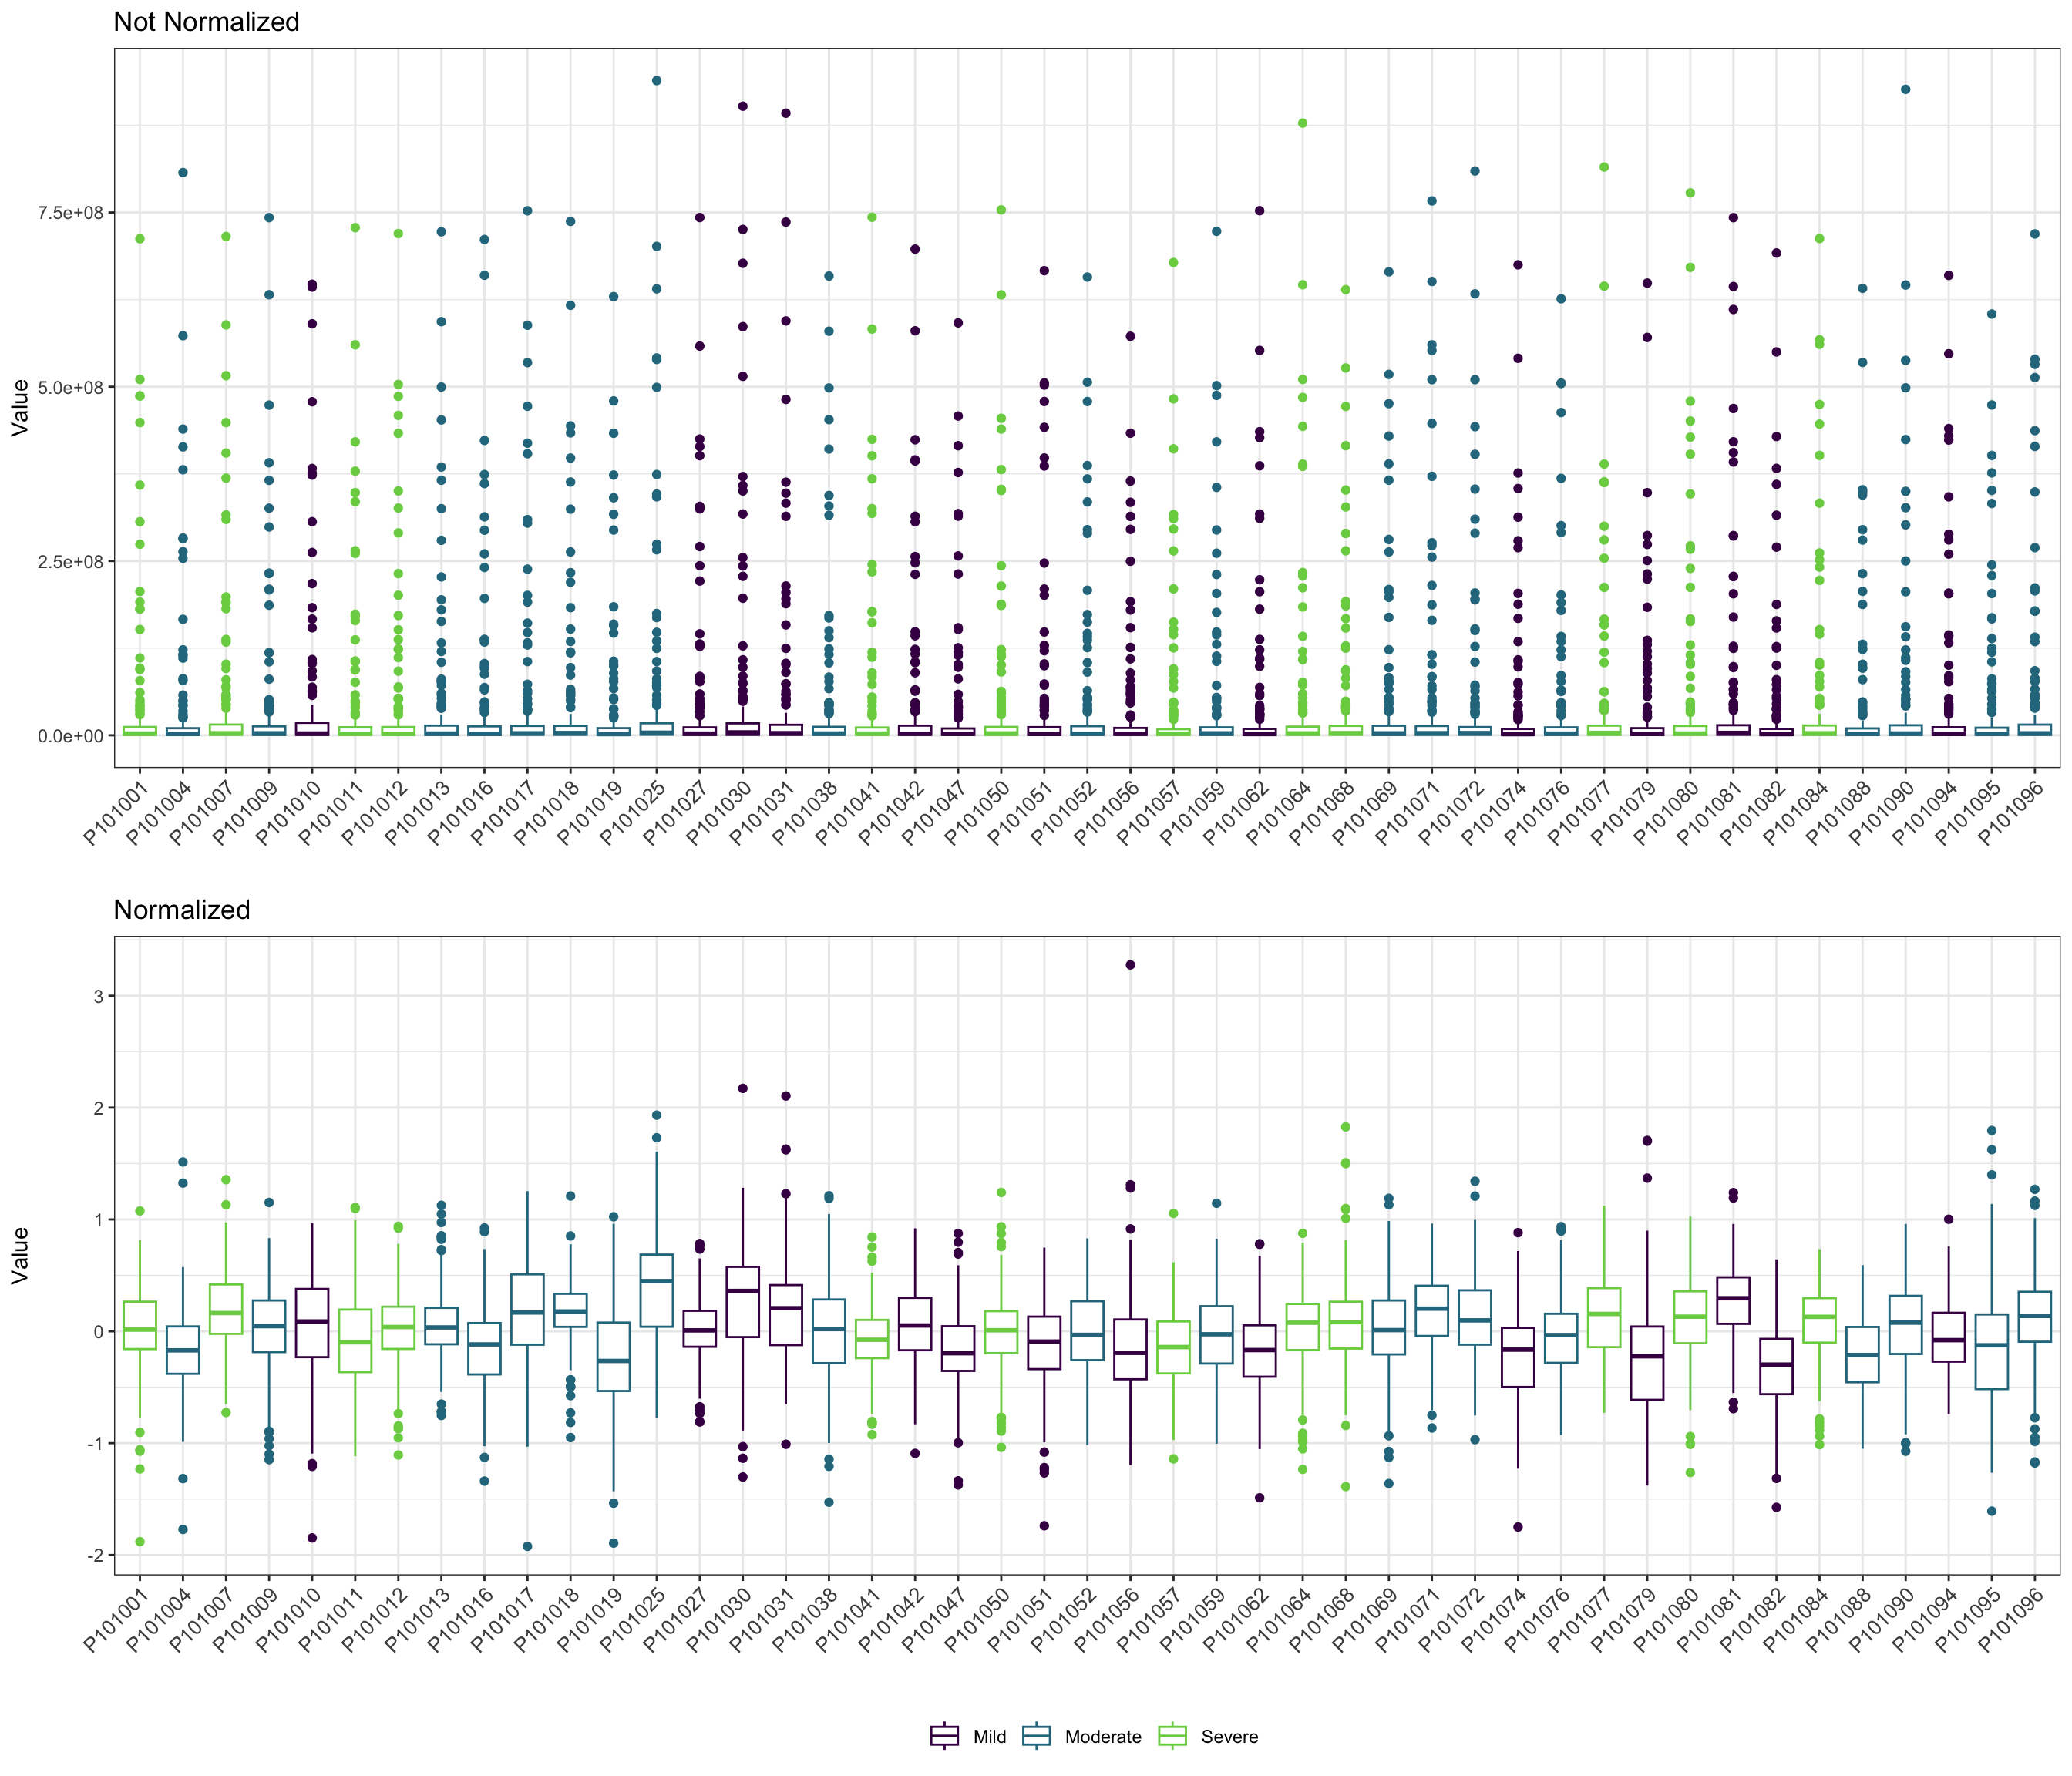 Not Normalized
Value
7.5e+08
5.0e+08
2.5e+08
0.0e+00
P101001 P101004 P101007 P101009 P101010 P101011 P101012 P101013 P101016 P101017 P101018 P101019 P101025 P101027 P101030 P101031 P101038 P101041 P101042 P101047 P101050 P101051 P101052 P101056 P101057 P101059 P101062 P101064 P101068 P101069 P101071 P101072 P101074 P101076 P101077 P101079 P101080 P101081 P101082 P101084 P101088 P101090 P101094 P101095 P101096
Normalized
Value
3
2
1
0
-1
-2
P101001 P101004 P101007 P101009 P101010 P101011 P101012 P101013 P101016 P101017 P101018 P101019 P101025 P101027 P101030 P101031 P101038 P101041 P101042 P101047 P101050 P101051 P101052 P101056 P101057 P101059 P101062 P101064 P101068 P101069 P101071 P101072 P101074 P101076 P101077 P101079 P101080 P101081 P101082 P101084 P101088 P101090 P101094 P101095 P101096
Mild Moderate Severe